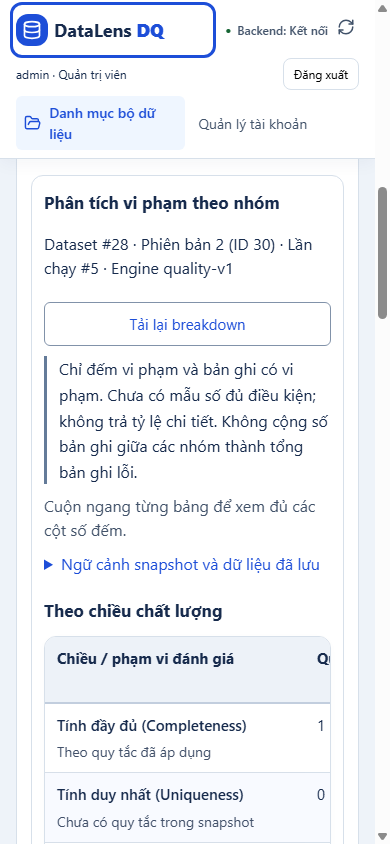 DataLens DQ
Backend: Kết nối
admin · Quản trị viên
Đăng xuất
Danh mục bộ dữ
liệu
Quản lý tài khoản
Phân tích vi phạm theo nhóm
Dataset #28 · Phiên bản 2 (ID 30) · Lần
chạy #5 · Engine quality-v1
Tải lại breakdown
Chỉ đếm vi phạm và bản ghi có vi
phạm. Chưa có mẫu số đủ điều kiện;
không trả tỷ lệ chi tiết. Không cộng số
bản ghi giữa các nhóm thành tổng
bản ghi lỗi.
Cuộn ngang từng bảng để xem đủ các
cột số đếm.
Ngữ cảnh snapshot và dữ liệu đã lưu
Theo chiều chất lượng
Chiều / phạm vi đánh giá
Tính đầy đủ (Completeness) 1
Theo quy tắc đã áp dụng
Tính duy nhất (Uniqueness) 0
Chưa có quy tắc trong snapshot